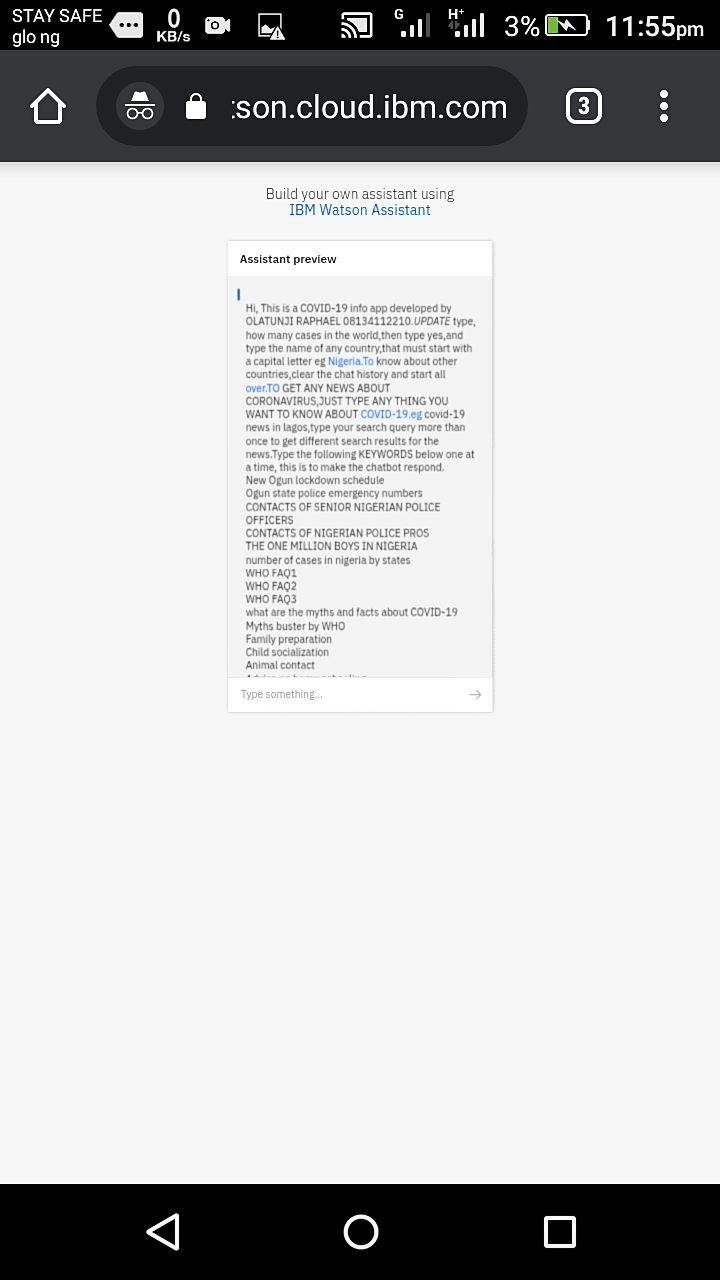 STAY SAFE
glo ng
0
KB/s
G
H+
3%
11:55pm
:son.cloud.ibm.com
3
Build your own assistant using
IBM Watson Assistant
Assistant preview
Hi, This is a COVID-19 info app developed by
OLATUNJI RAPHAEL 08134112210.UPDATE type,
how many cases in the world,then type yes,and
type the name of any country,that must start with
a capital letter eg Nigeria.To know about other
countries,clear the chat history and start all
over.TO GET ANY NEWS ABOUT
CORONAVIRUS,JUST TYPE ANY THING YOU
WANT TO KNOW ABOUT COVID-19.eg covid-19
news in lagos,type your search query more than
once to get different search results for the
news.Type the following KEYWORDS below one at
a time, this is to make the chatbot respond.
New Ogun lockdown schedule
Ogun state police emergency numbers
CONTACTS OF SENIOR NIGERIAN POLICE
OFFICERS
CONTACTS OF NIGERIAN POLICE PROS
THE ONE MILLION BOYS IN NIGERIA
number of cases in nigeria by states
WHO FAQ1
WHO FAQ2
WHO FAQ3
what are the myths and facts about COVID-19
Myths buster by WHO
Family preparation
Child socialization
Animal contact
Type something...